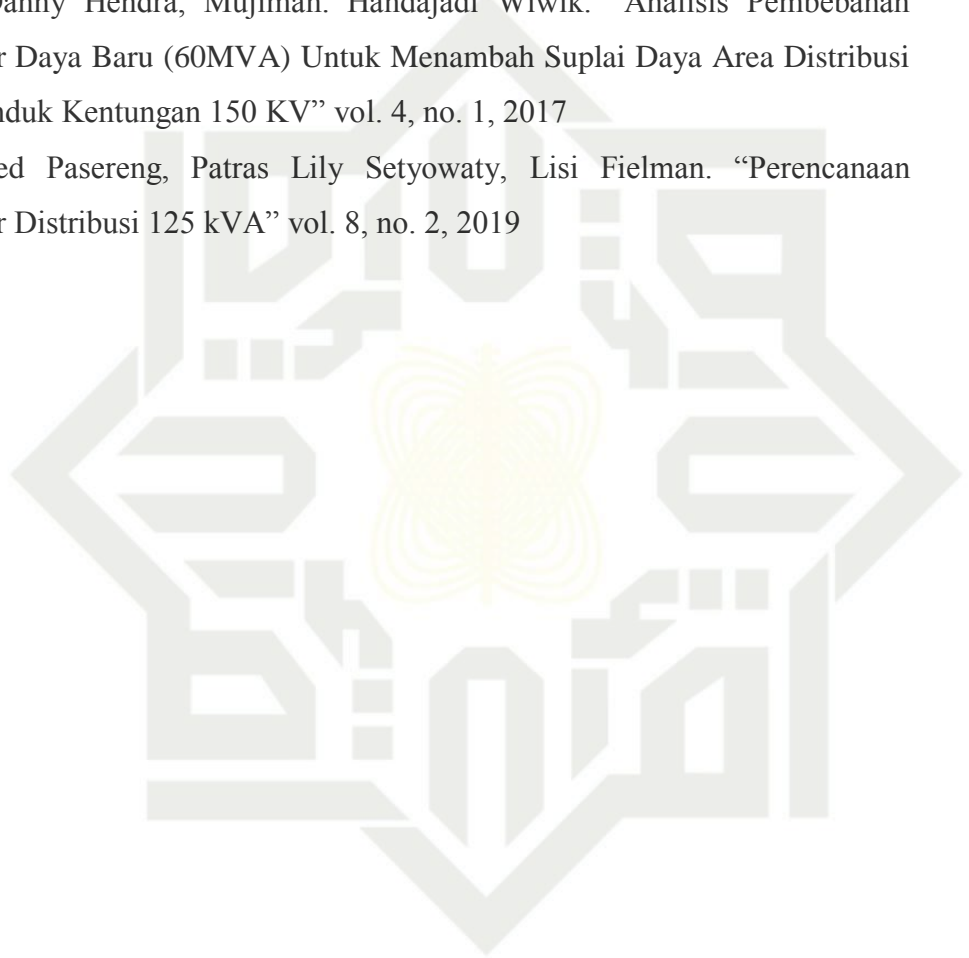 Danny Hendra, Mujiman. Handajadi Wiwik. Analisis Pembebanan
r Daya Baru (60MVA) Untuk Menambah Suplai Daya Area Distribusi
nduk Kentungan 150 KV” vol. 4, no. 1, 2017
ed Pasereng, Patras Lily Setyowaty, Lisi Fielman. “Perencanaan
r Distribusi 125 kVA” vol. 8, no. 2, 2019